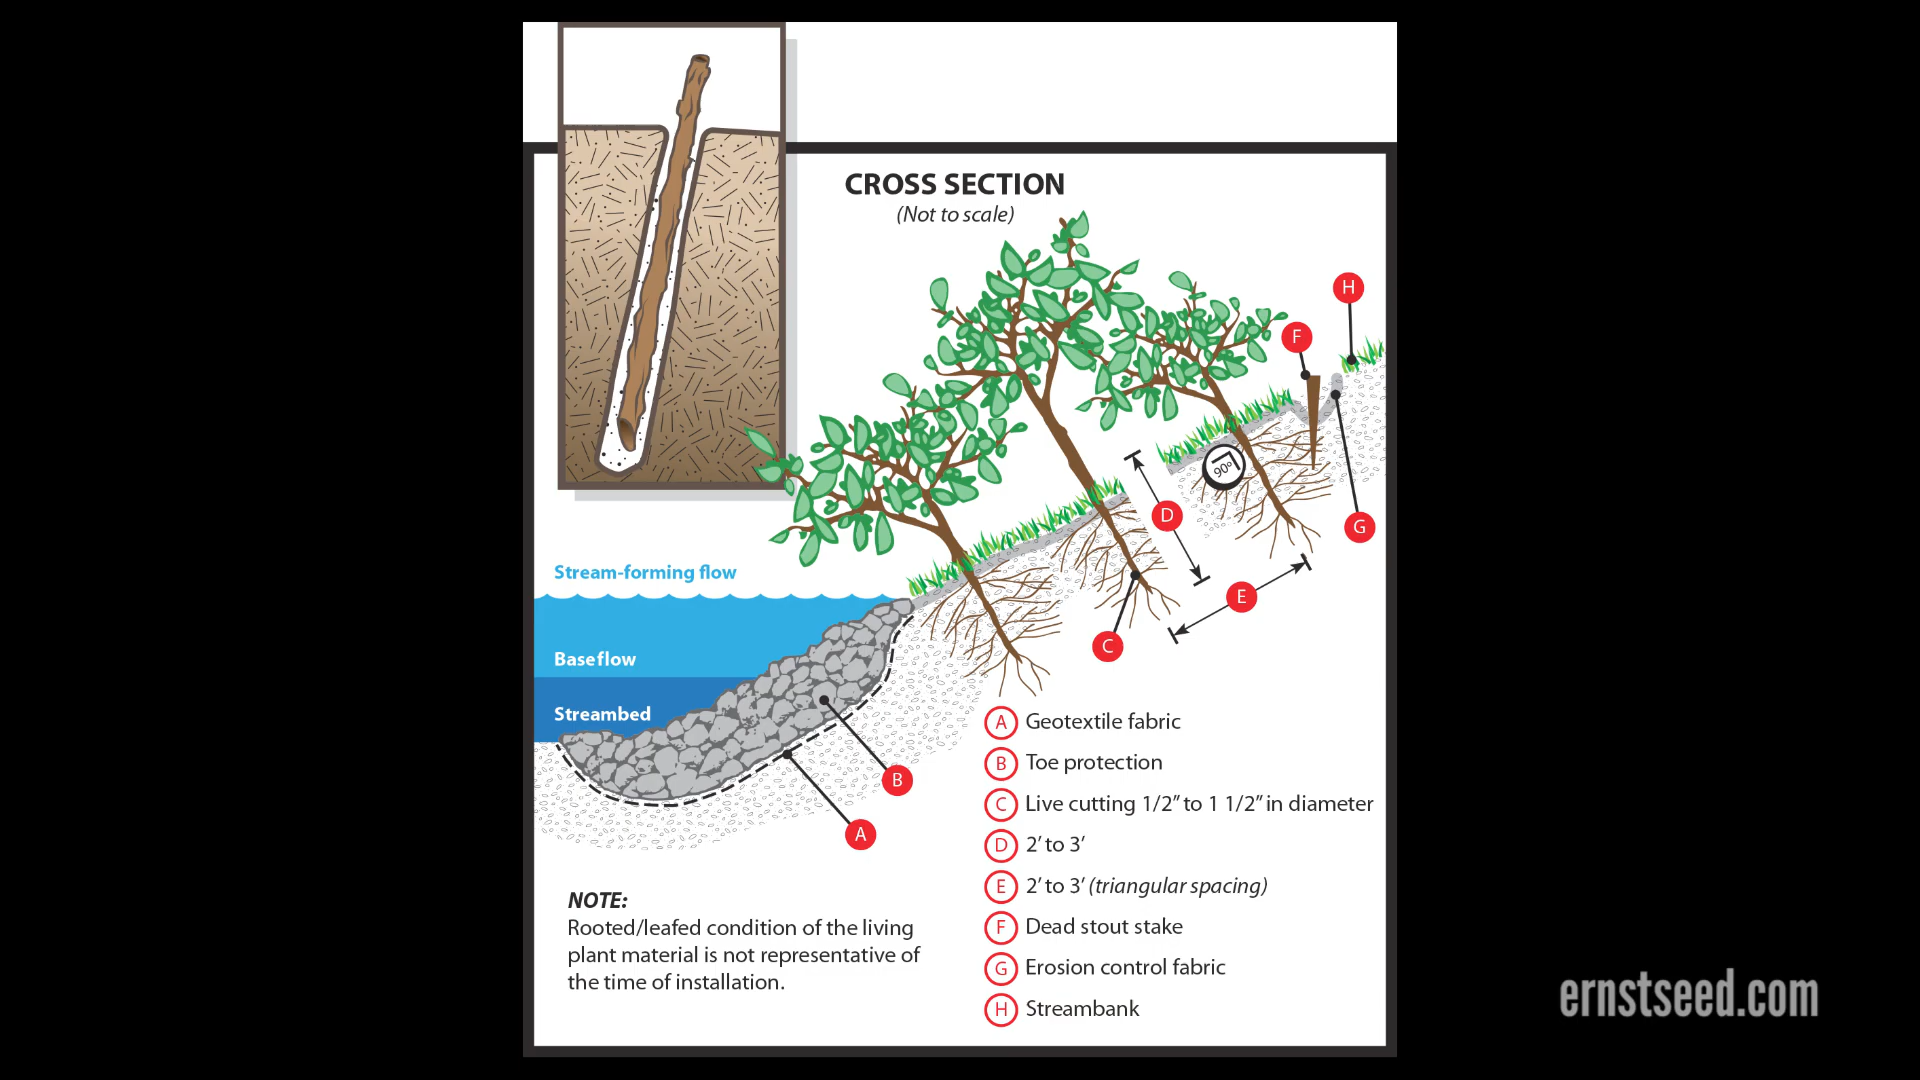 CROSS SECTION
(Not to scale)
H
F
90°
D
G
E
C
Stream-forming flow
Baseflow
Streambed
B
A
A Geotextile fabric
B Toe protection
C Live cutting 1/2” to 1 1/2” in diameter
D 2’ to 3’
E 2’ to 3’ (triangular spacing)
F Dead stout stake
G Erosion control fabric
H Streambank
NOTE:
Rooted/leafed condition of the living
plant material is not representative of
the time of installation.
ernstseed.com